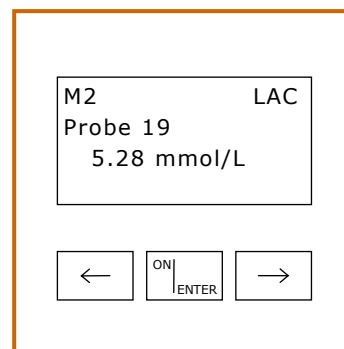 M2 LAC
Probe 19
5.28 mmol/L
← ON ENTER →